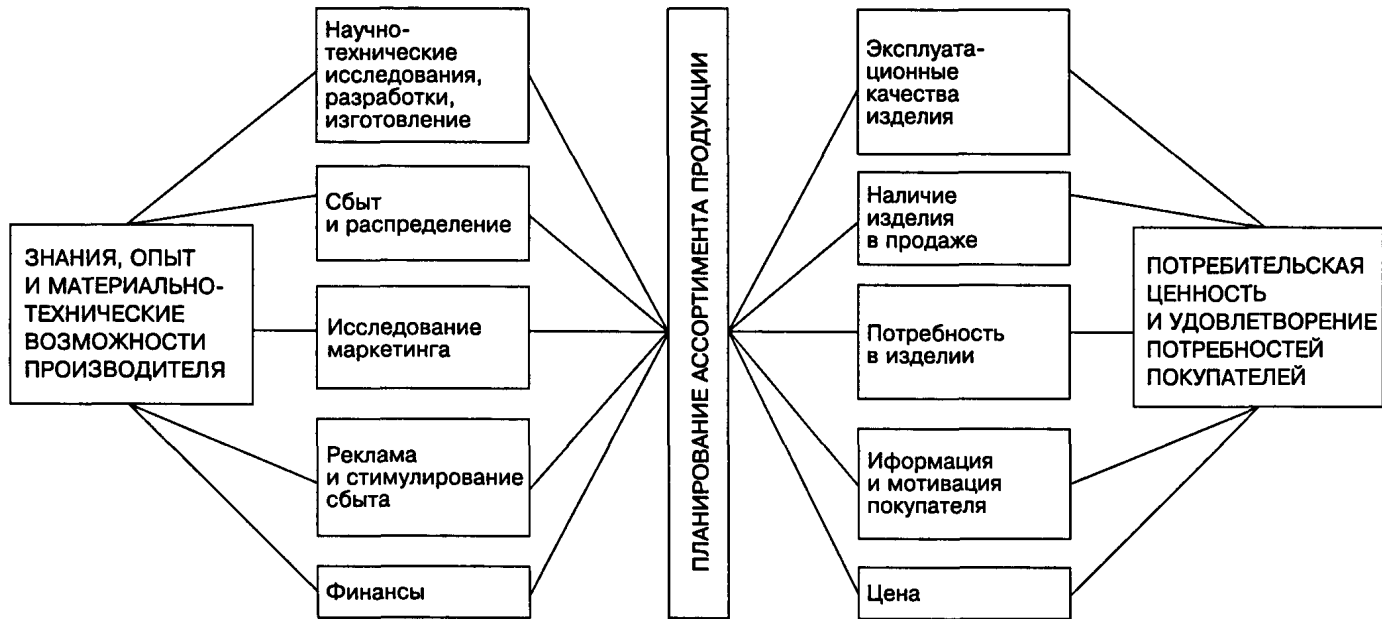 ЗНАНИЯ, ОПЫТ
И МАТЕРИАЛЬНО-
ТЕХНИЧЕСКИЕ
ВОЗМОЖНОСТИ
ПРОИЗВОДИТЕЛЯ
Научно-
технические
исследования,
разработки,
изготовление
Сбыт
и распределение
Исследование
маркетинга
Реклама
и стимулирование
сбыта
Финансы
ПЛАНИРОВАНИЕ АССОРТИМЕНТА ПРОДУКЦИИ
Эксплуата-
ционные
качества
изделия
Наличие
изделия
в продаже
Потребность
в изделии
Иформация
и мотивация
покупателя
Цена
ПОТРЕБИТЕЛЬСКАЯ
ЦЕННОСТЬ
И УДОВЛЕТВОРЕНИЕ
ПОТРЕБНОСТЕЙ
ПОКУПАТЕЛЕЙ